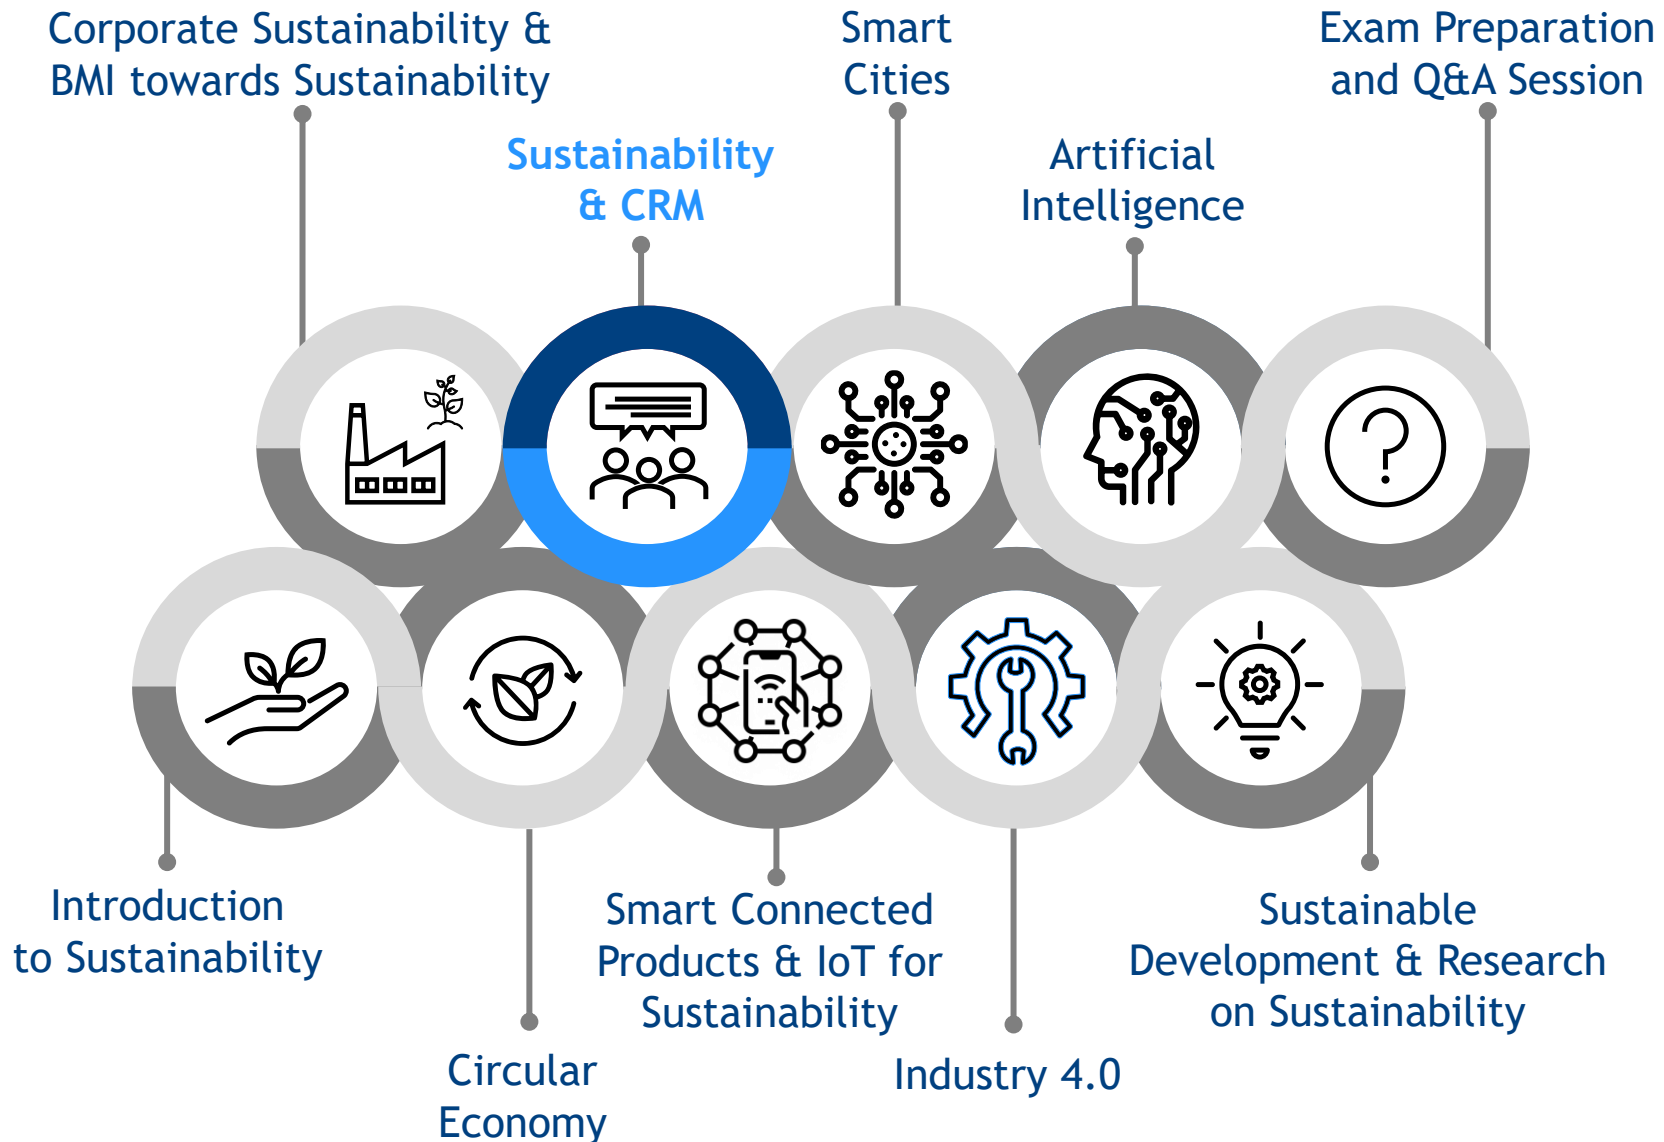 Corporate Sustainability &
BMI towards Sustainability
Smart
Cities
Exam Preparation
and Q&A Session
Sustainability
& CRM
Artificial
Intelligence
Introduction
to Sustainability
Smart Connected
Products & IoT for
Sustainability
Sustainable
Development & Research
on Sustainability
Circular
Economy
Industry 4.0